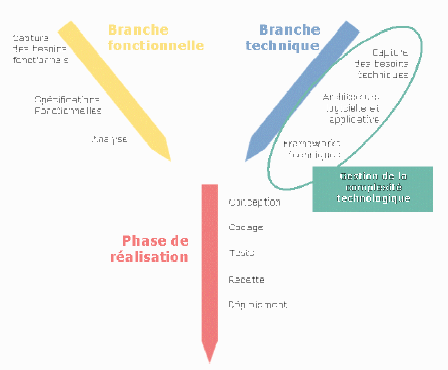 Branche
fonctionnelle
Capture
des besoins
fonctionnels
Spécifications
Fonctionnelles
Analyse
Branche
technique
Capture
des besoins
techniques
Architecture
logicielle et
applicative
Frameworks
techniques
Gestion de la
complexité
technologique
Phase de
réalisation
Conception
Codage
Tests
Recette
Déploiement